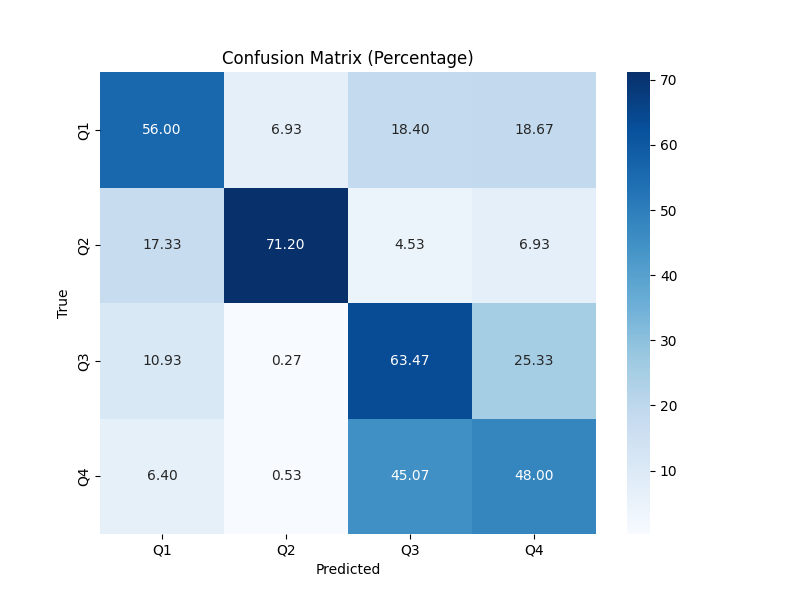 Confusion Matrix (Percentage)
Q1 56.00 6.93 18.40 18.67
Q2 17.33 71.20 4.53 6.93
Q3 10.93 0.27 63.47 25.33
Q4 6.40 0.53 45.07 48.00
Q1 Q2 Q3 Q4
Predicted
True
70
60
50
40
30
20
10